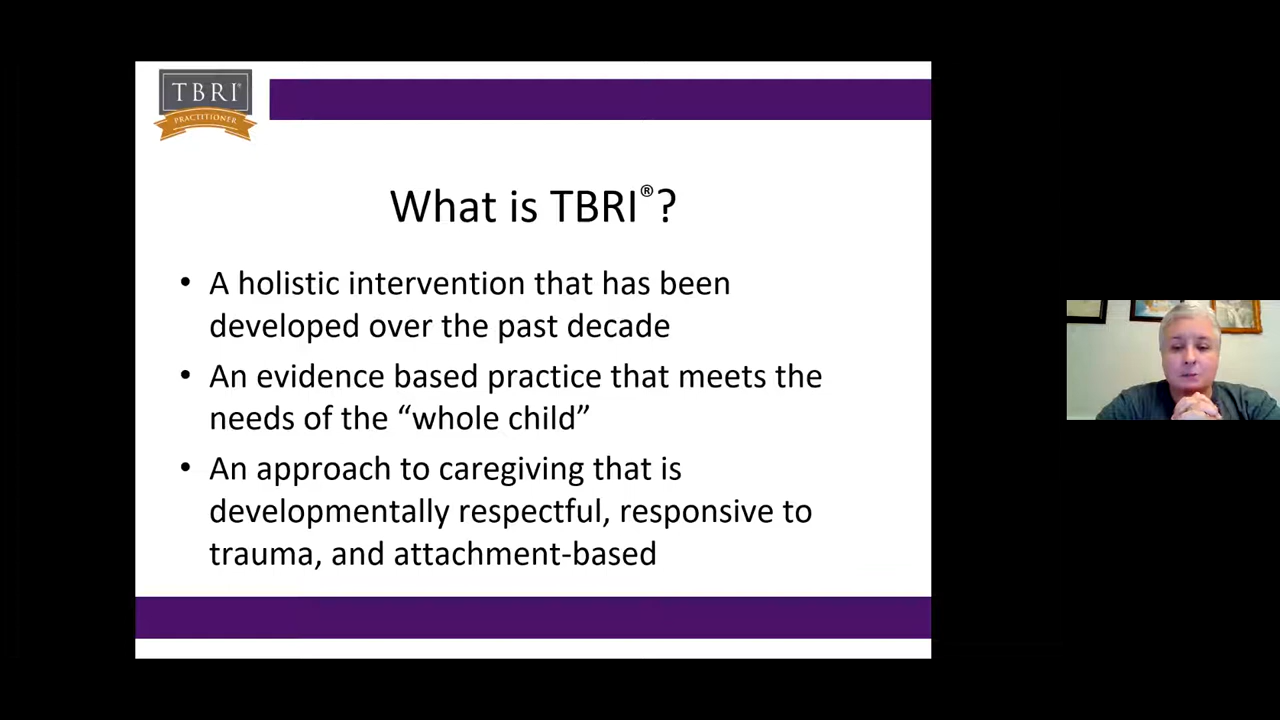 TBRI®
PRACTITIONER
What is TBRI®?
• A holistic intervention that has been
developed over the past decade
• An evidence based practice that meets the
needs of the “whole child”
• An approach to caregiving that is
developmentally respectful, responsive to
trauma, and attachment-based